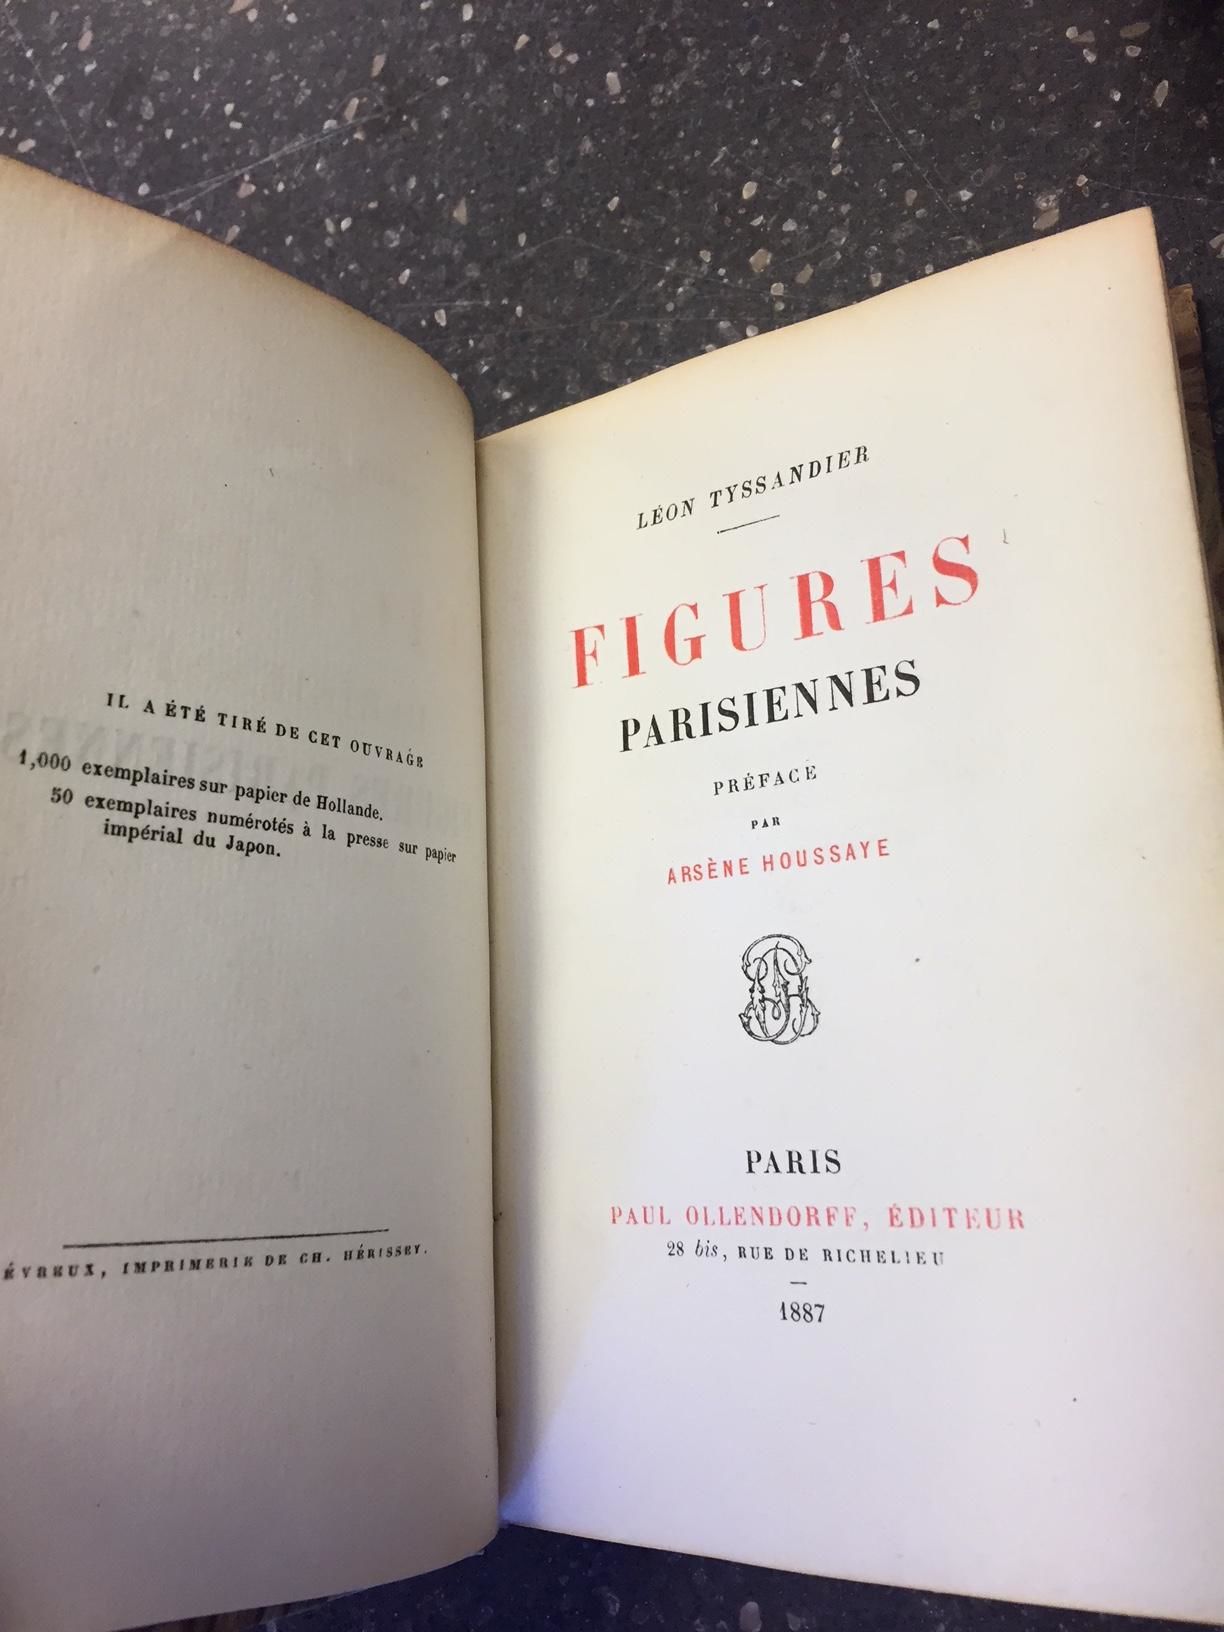 IL A ÉTÉ TIRÉ DE CET OUVRAGE
1,000 exemplaires sur papier de Hollande.
50 exemplaires numérotés à la presse sur papier
impérial du Japon.
ÉVREUX, IMPRIMERIE DE CH. HÉRISSEY.
LÉON TYSSANDIER
FIGURES
PARISIENNES
PRÉFACE
PAR
ARSÈNE HOUSSAYE
PARIS
PAUL OLLENDORFF, ÉDITEUR
28 bis, RUE DE RICHELIEU
1887